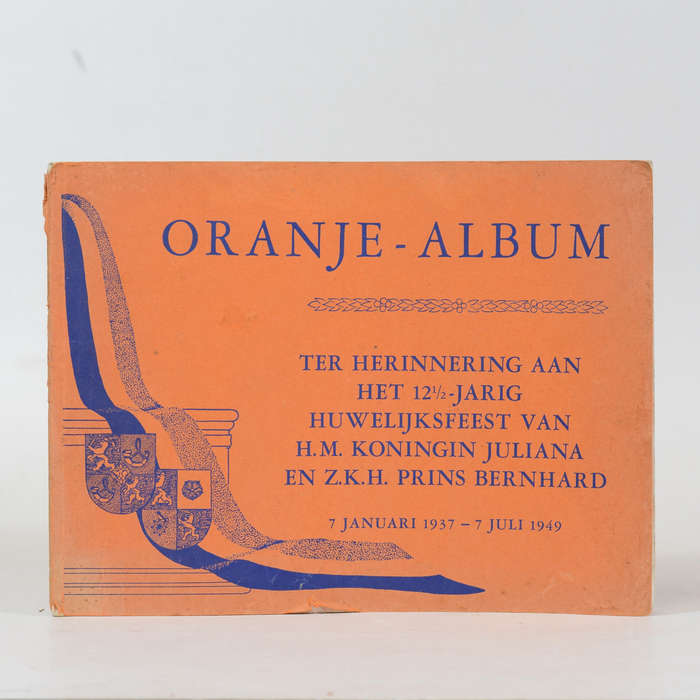 ORANJE - ALBUM
TER HERINNERING AAN
HET 12½-JARIG
HUWELIJKSFEEST VAN
H.M. KONINGIN JULIANA
EN Z.K.H. PRINS BERNHARD
7 JANUARI 1937 – 7 JULI 1949